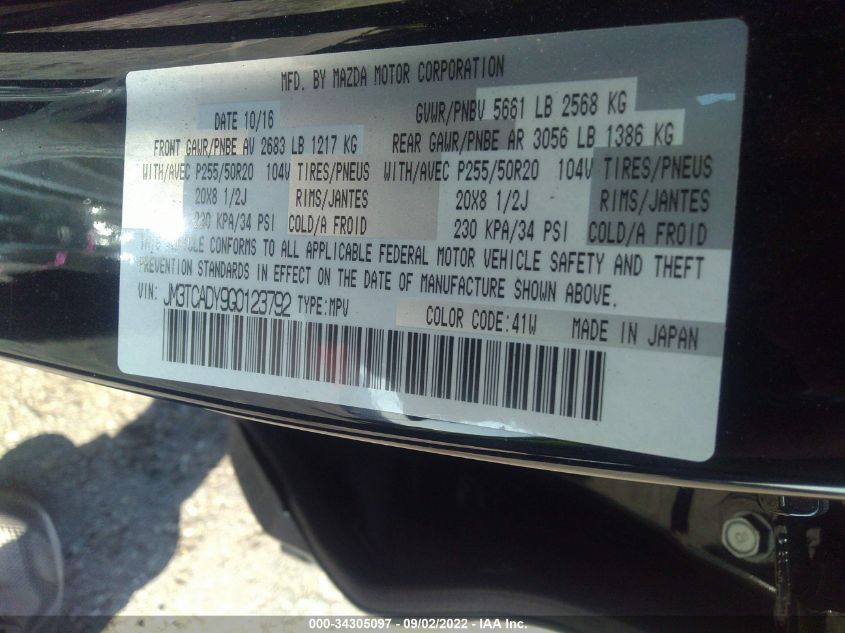 MFD. BY MAZDA MOTOR CORPORATION
DATE 10/16 GVWR/PNBV 5661 LB 2568 KG
FRONT GAWR/PNBE AV 2683 LB 1217 KG REAR GAWR/PNBE AR 3056 LB 1386 KG
WITH/AVEC P255/50R20 104V TIRES/PNEUS WITH/AVEC P255/50R20 104V TIRES/PNEUS
20X8 1/2J RIMS/JANTES 20X8 1/2J RIMS/JANTES
230 KPA/34 PSI COLD/A FROID 230 KPA/34 PSI COLD/A FROID
THIS VEHICLE CONFORMS TO ALL APPLICABLE FEDERAL MOTOR VEHICLE SAFETY AND THEFT
PREVENTION STANDARDS IN EFFECT ON THE DATE OF MANUFACTURE SHOWN ABOVE.
VIN: JM3TCADY9G0123792 TYPE:MPV COLOR CODE:41W MADE IN JAPAN
000-34305097 - 09/02/2022 - IAA Inc.